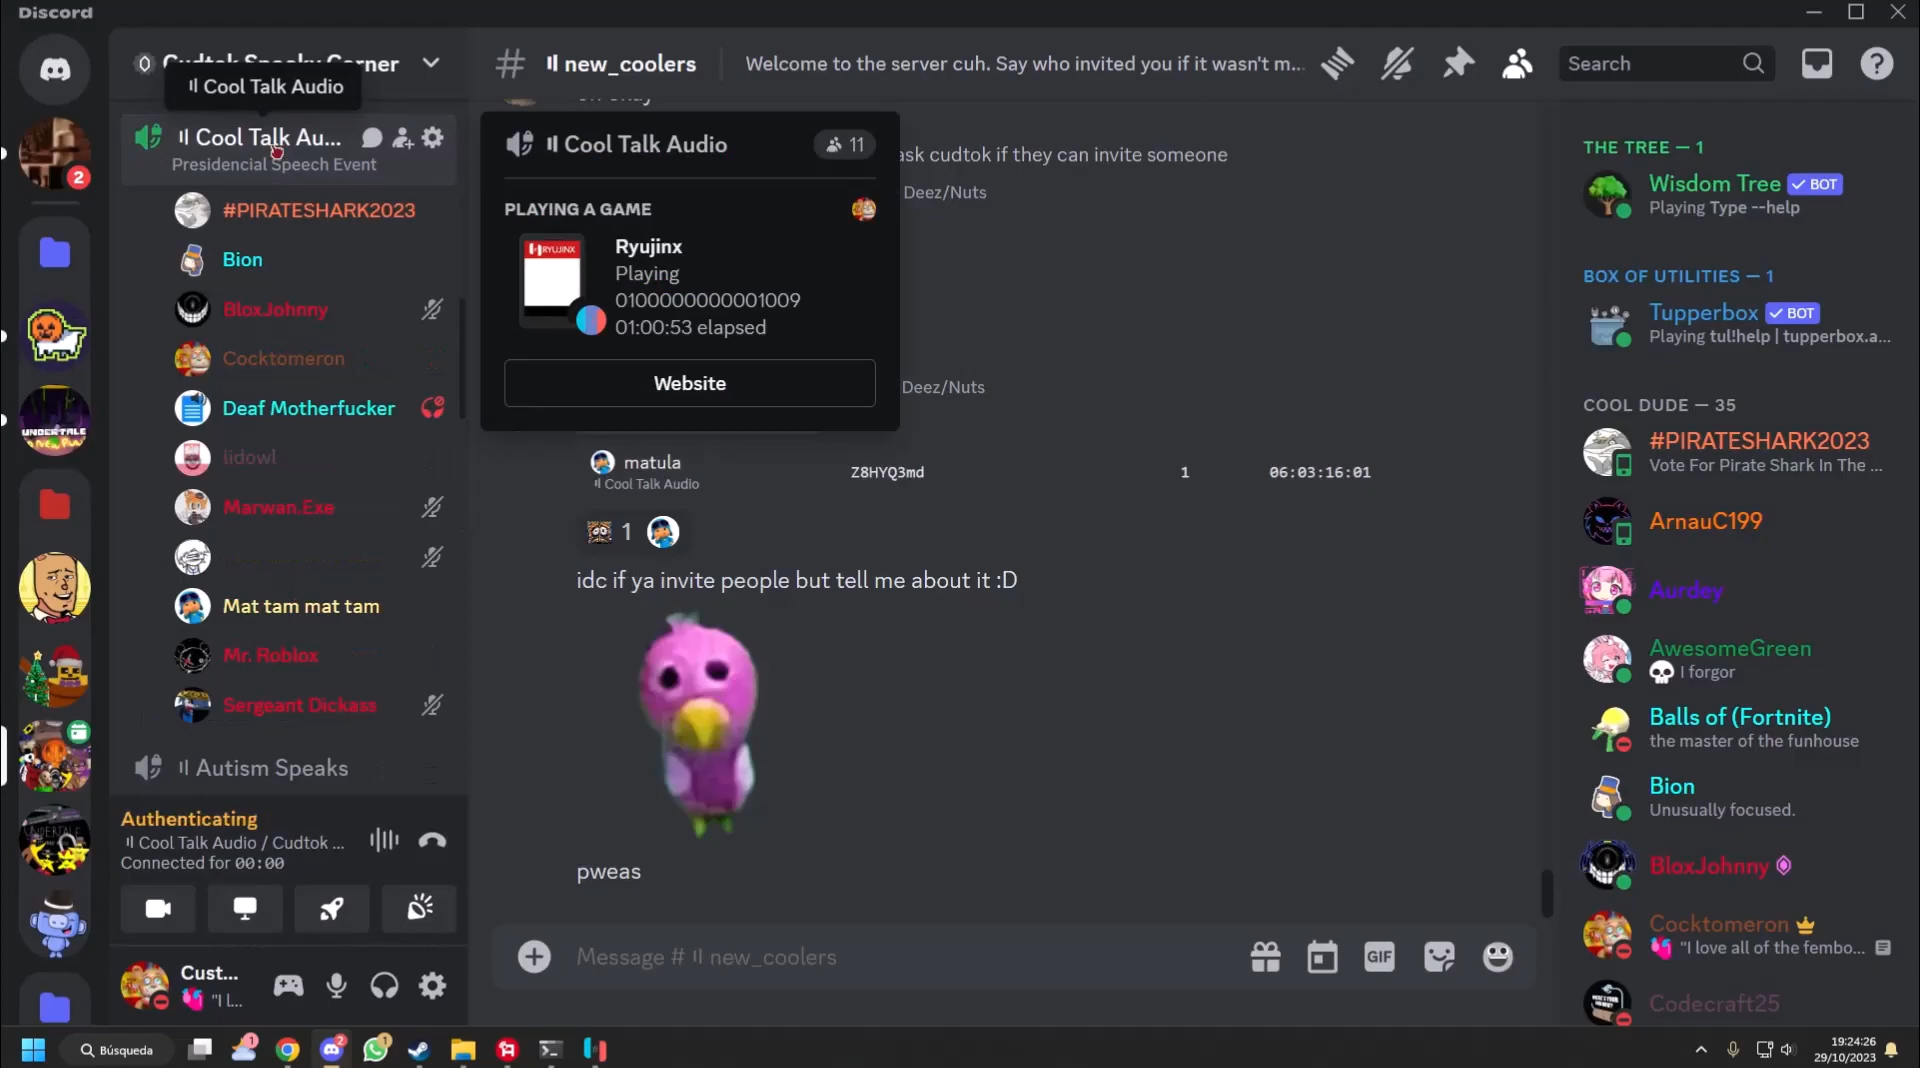 Discord
Cudtok Spooky Corner
Cool Talk Audio
Cool Talk Au...
Presidencial Speech Event
#PIRATESHARK2023
Bion
BloxJohnny
Cocktomeron
Deaf Motherfucker
lidowl
Marwan.Exe
Mat tam mat tam
Mr. Roblox
Sergeant Dickass
Autism Speaks
Authenticating
Cool Talk Audio / Cudtok ...
Connected for 00:00
Cust...
"I l...
2
UNDERTALE
# new_coolers
Welcome to the server cuh. Say who invited you if it wasn't m...
Search
Cool Talk Audio
11
PLAYING A GAME
RYUJINX
Ryujinx
Playing
0100000000001009
01:00:53 elapsed
Website
ask cudtok if they can invite someone
Deez/Nuts
Deez/Nuts
matula
Cool Talk Audio
Z8HYQ3md
1
06:03:16:01
1
idc if ya invite people but tell me about it :D
pweas
Message # new_coolers
GIF
THE TREE — 1
Wisdom Tree
BOT
Playing Type --help
BOX OF UTILITIES — 1
Tupperbox
BOT
Playing tul!help | tupperbox.a...
COOL DUDE — 35
#PIRATESHARK2023
Vote For Pirate Shark In The ...
ArnauC199
Aurdey
AwesomeGreen
I forgor
Balls of (Fortnite)
the master of the funhouse
Bion
Unusually focused.
BloxJohnny
Cocktomeron
"I love all of the fembo...
Codecraft25
Búsqueda
1
2
1
19:24:26
29/10/2023